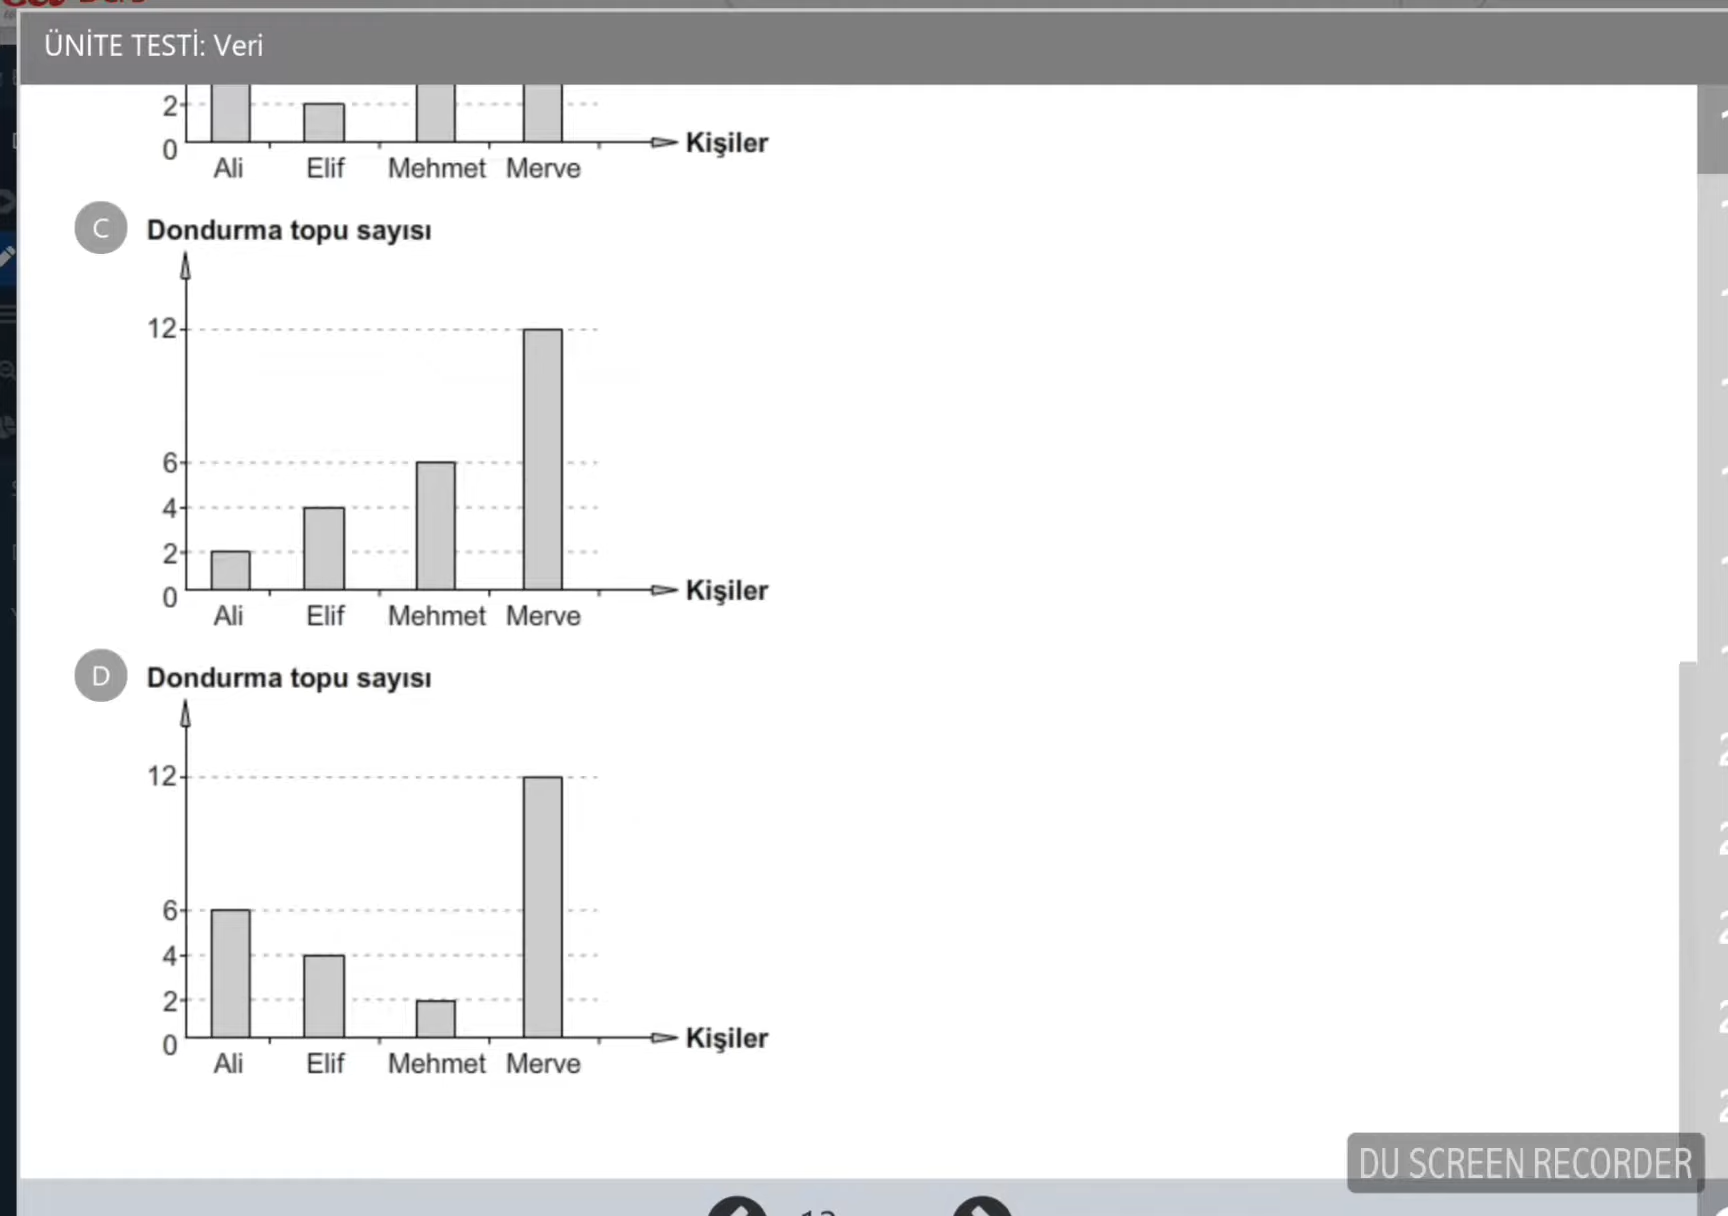 ÜNİTE TESTİ: Veri
2
0
Kişiler
Ali Elif Mehmet Merve
C Dondurma topu sayısı
12
6
4
2
0
Kişiler
Ali Elif Mehmet Merve
D Dondurma topu sayısı
12
6
4
2
0
Kişiler
Ali Elif Mehmet Merve
DU SCREEN RECORDER